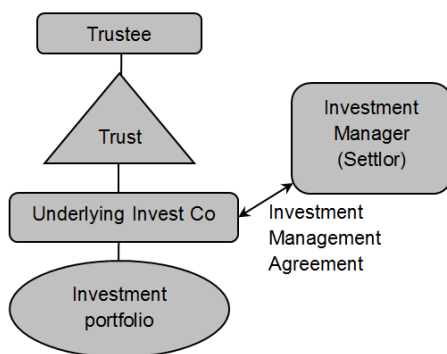 Trustee
Trust
Investment
Manager
(Settlor)
Underlying Invest Co
Investment
Management
Agreement
Investment
portfolio